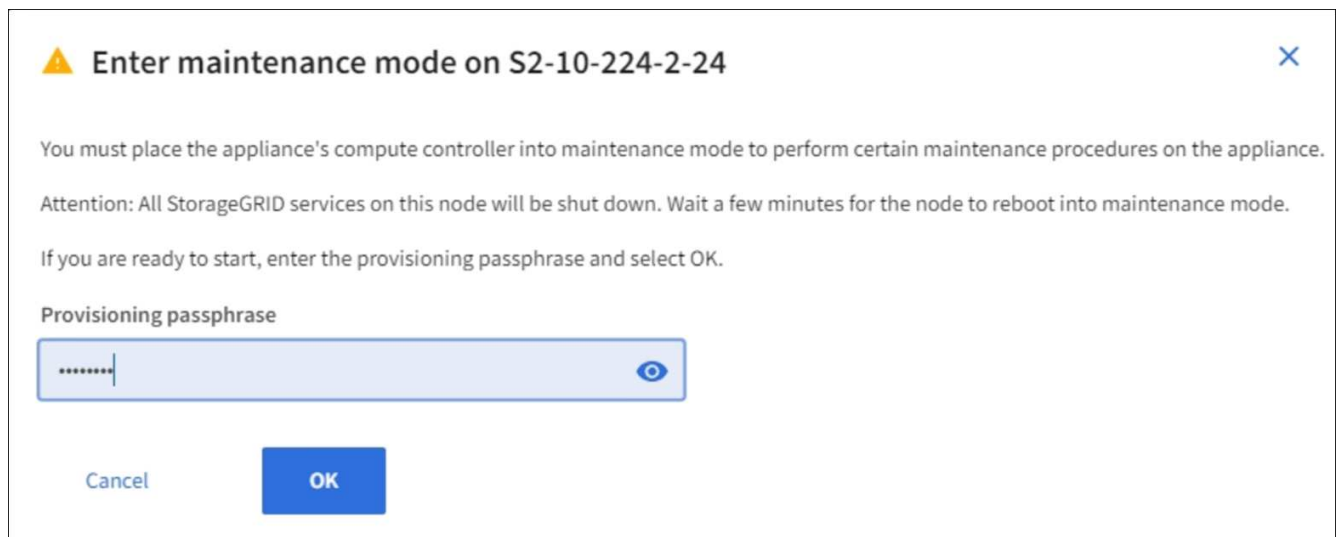 Enter maintenance mode on S2-10-224-2-24
You must place the appliance's compute controller into maintenance mode to perform certain maintenance procedures on the appliance.
Attention: All StorageGRID services on this node will be shut down. Wait a few minutes for the node to reboot into maintenance mode.
If you are ready to start, enter the provisioning passphrase and select OK.
Provisioning passphrase
••••••••
Cancel OK